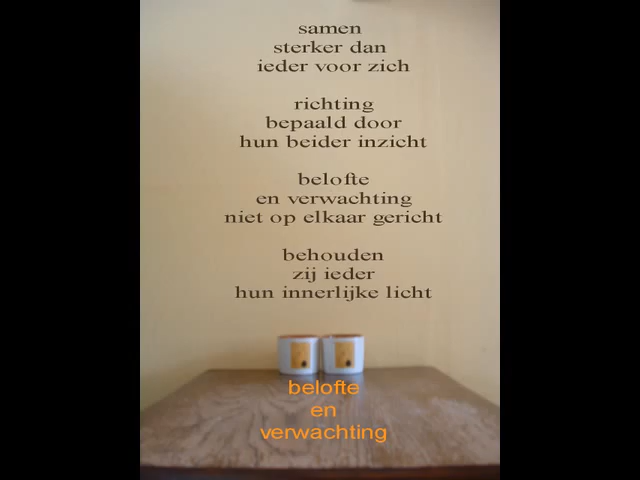 samen
sterker dan
ieder voor zich
richting
bepaald door
hun beider inzicht
belofte
en verwachting
niet op elkaar gericht
behouden
zij ieder
hun innerlijke licht
belofte
en
verwachting